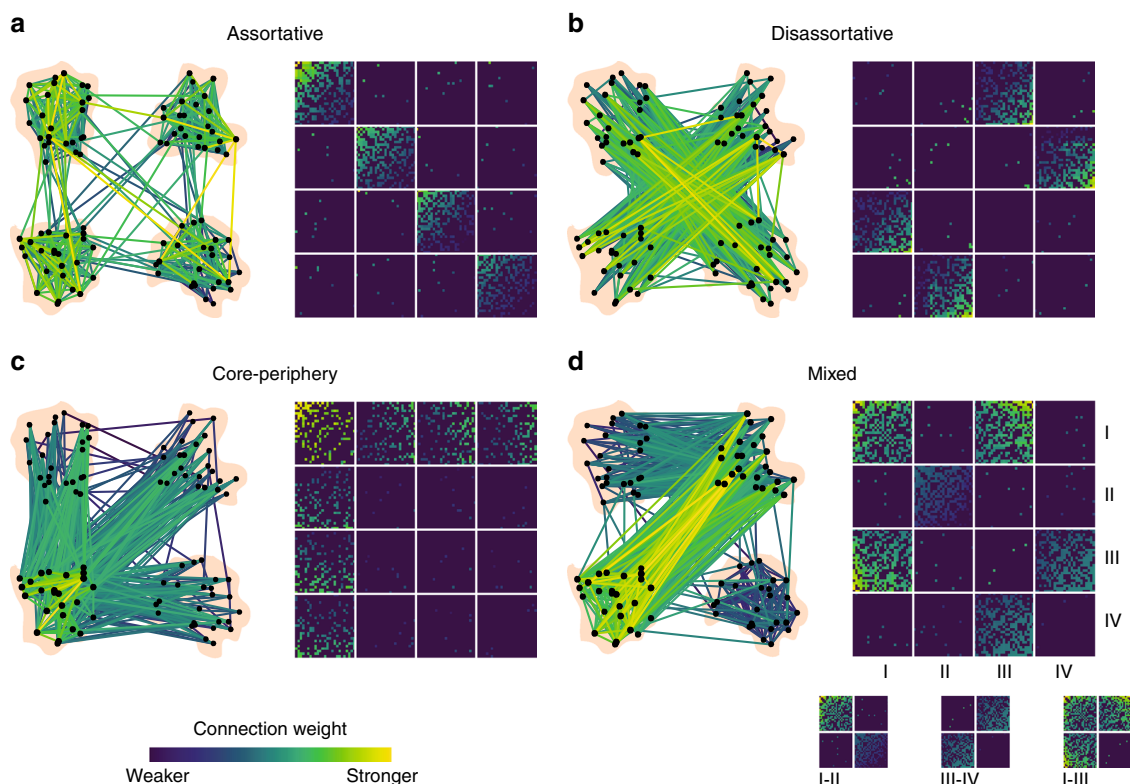 a
Assortative
b
Disassortative
c
Core-periphery
d
Mixed
I
II
III
IV
I II III IV
Connection weight
Weaker Stronger
I-II III-IV I-III